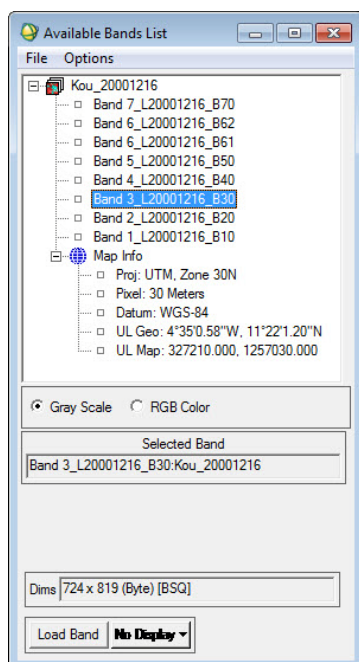 Available Bands List
File Options
Kou_20001216
Band 7_L20001216_B70
Band 6_L20001216_B62
Band 6_L20001216_B61
Band 5_L20001216_B50
Band 4_L20001216_B40
Band 3_L20001216_B30
Band 2_L20001216_B20
Band 1_L20001216_B10
Map Info
Proj: UTM, Zone 30N
Pixel: 30 Meters
Datum: WGS-84
UL Geo: 4°35'0.58"W, 11°22'1.20"N
UL Map: 327210.000, 1257030.000
Gray Scale RGB Color
Selected Band
Band 3_L20001216_B30:Kou_20001216
Dims 724 x 819 (Byte) [BSQ]
Load Band No Display